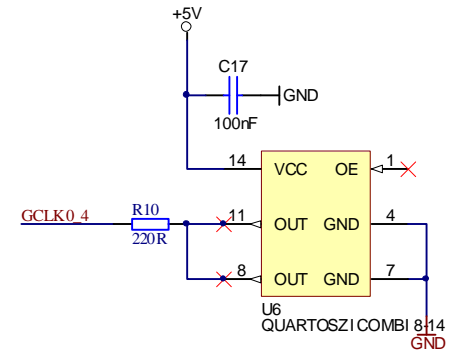 +5V
C17
GND
100nF
14
VCC
OE
1
GCLK0_4
R10
220R
11
OUT
GND
4
8
OUT
GND
7
U6
QUARTOSZICOMBI 8-14
GND